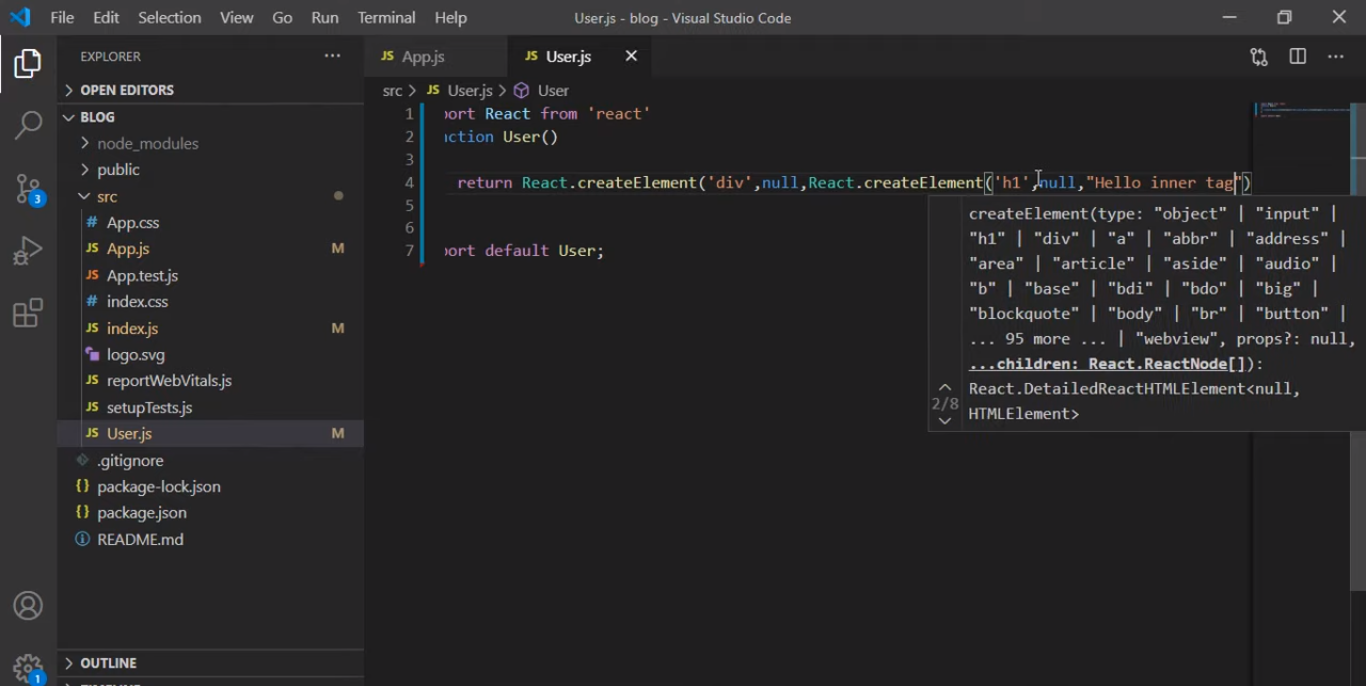 File Edit Selection View Go Run Terminal Help User.js - blog - Visual Studio Code
EXPLORER
JS App.js JS User.js
OPEN EDITORS
src > JS User.js > User
BLOG
1 port React from 'react'
2 nction User()
3
4 return React.createElement('div',null,React.createElement('h1',null,"Hello inner tag")
5
6
7 port default User;
node_modules
public
src
# App.css
JS App.js M
JS App.test.js
# index.css
JS index.js M
logo.svg
JS reportWebVitals.js
JS setupTests.js
JS User.js M
.gitignore
{} package-lock.json
{} package.json
README.md
3
createElement(type: "object" | "input" |
"h1" | "div" | "a" | "abbr" | "address" |
"area" | "article" | "aside" | "audio" |
"b" | "base" | "bdi" | "bdo" | "big" |
"blockquote" | "body" | "br" | "button" |
... 95 more ... | "webview", props?: null,
...children: React.ReactNode[]):
React.DetailedReactHTMLElement<null,
HTMLElement>
2/8
OUTLINE
1